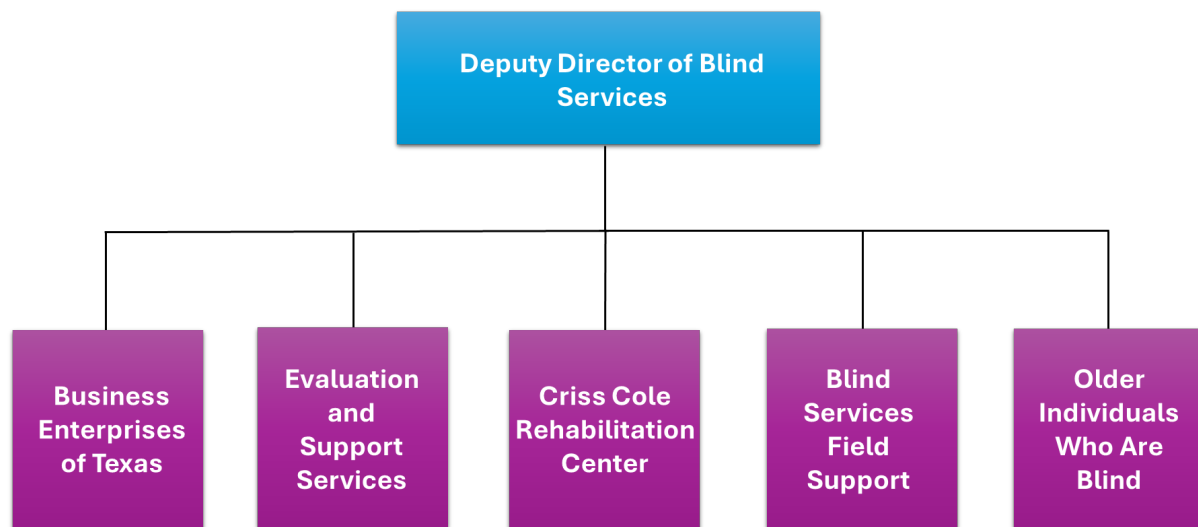 Deputy Director of Blind
Services
Business
Enterprises
of Texas
Evaluation
and
Support
Services
Criss Cole
Rehabilitation
Center
Blind
Services
Field
Support
Older
Individuals
Who Are
Blind